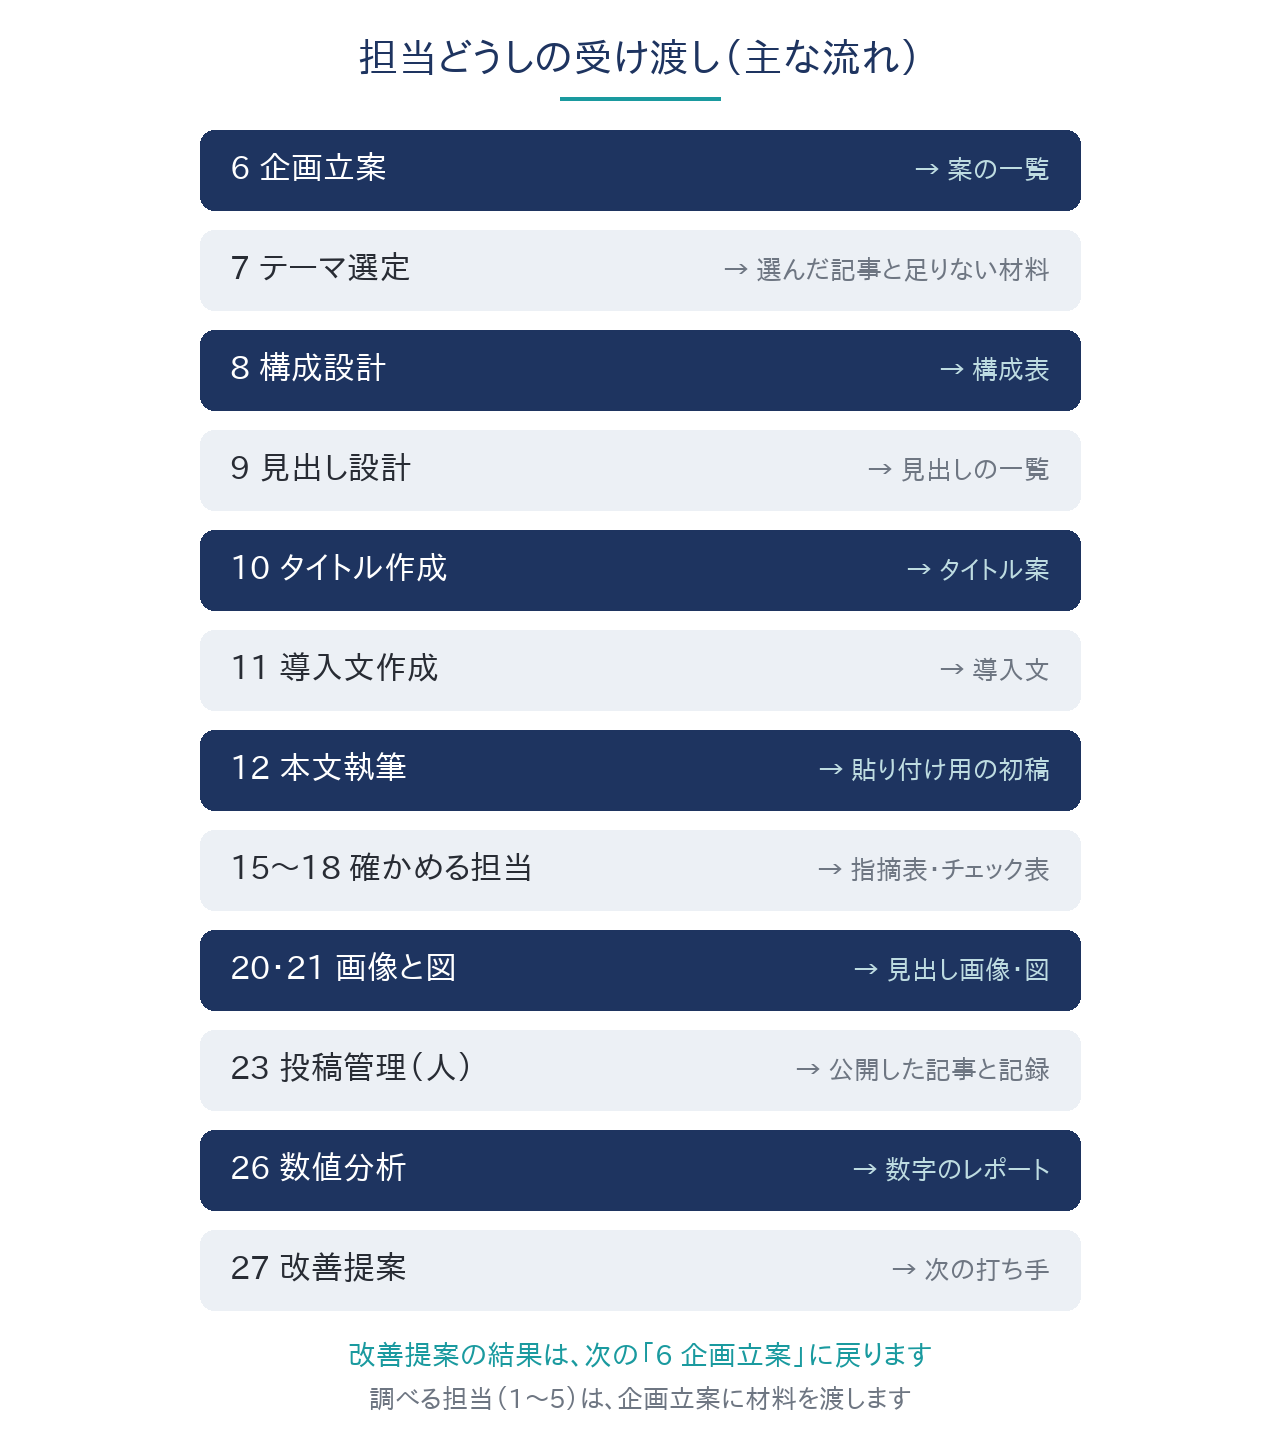 担当どうしの受け渡し（主な流れ）
6 企画立案 → 案の一覧
7 テーマ選定 → 選んだ記事と足りない材料
8 構成設計 → 構成表
9 見出し設計 → 見出しの一覧
10 タイトル作成 → タイトル案
11 導入文作成 → 導入文
12 本文執筆 → 貼り付け用の初稿
15〜18 確かめる担当 → 指摘表・チェック表
20・21 画像と図 → 見出し画像・図
23 投稿管理（人） → 公開した記事と記録
26 数値分析 → 数字のレポート
27 改善提案 → 次の打ち手
改善提案の結果は、次の「6 企画立案」に戻ります
調べる担当（1〜5）は、企画立案に材料を渡します